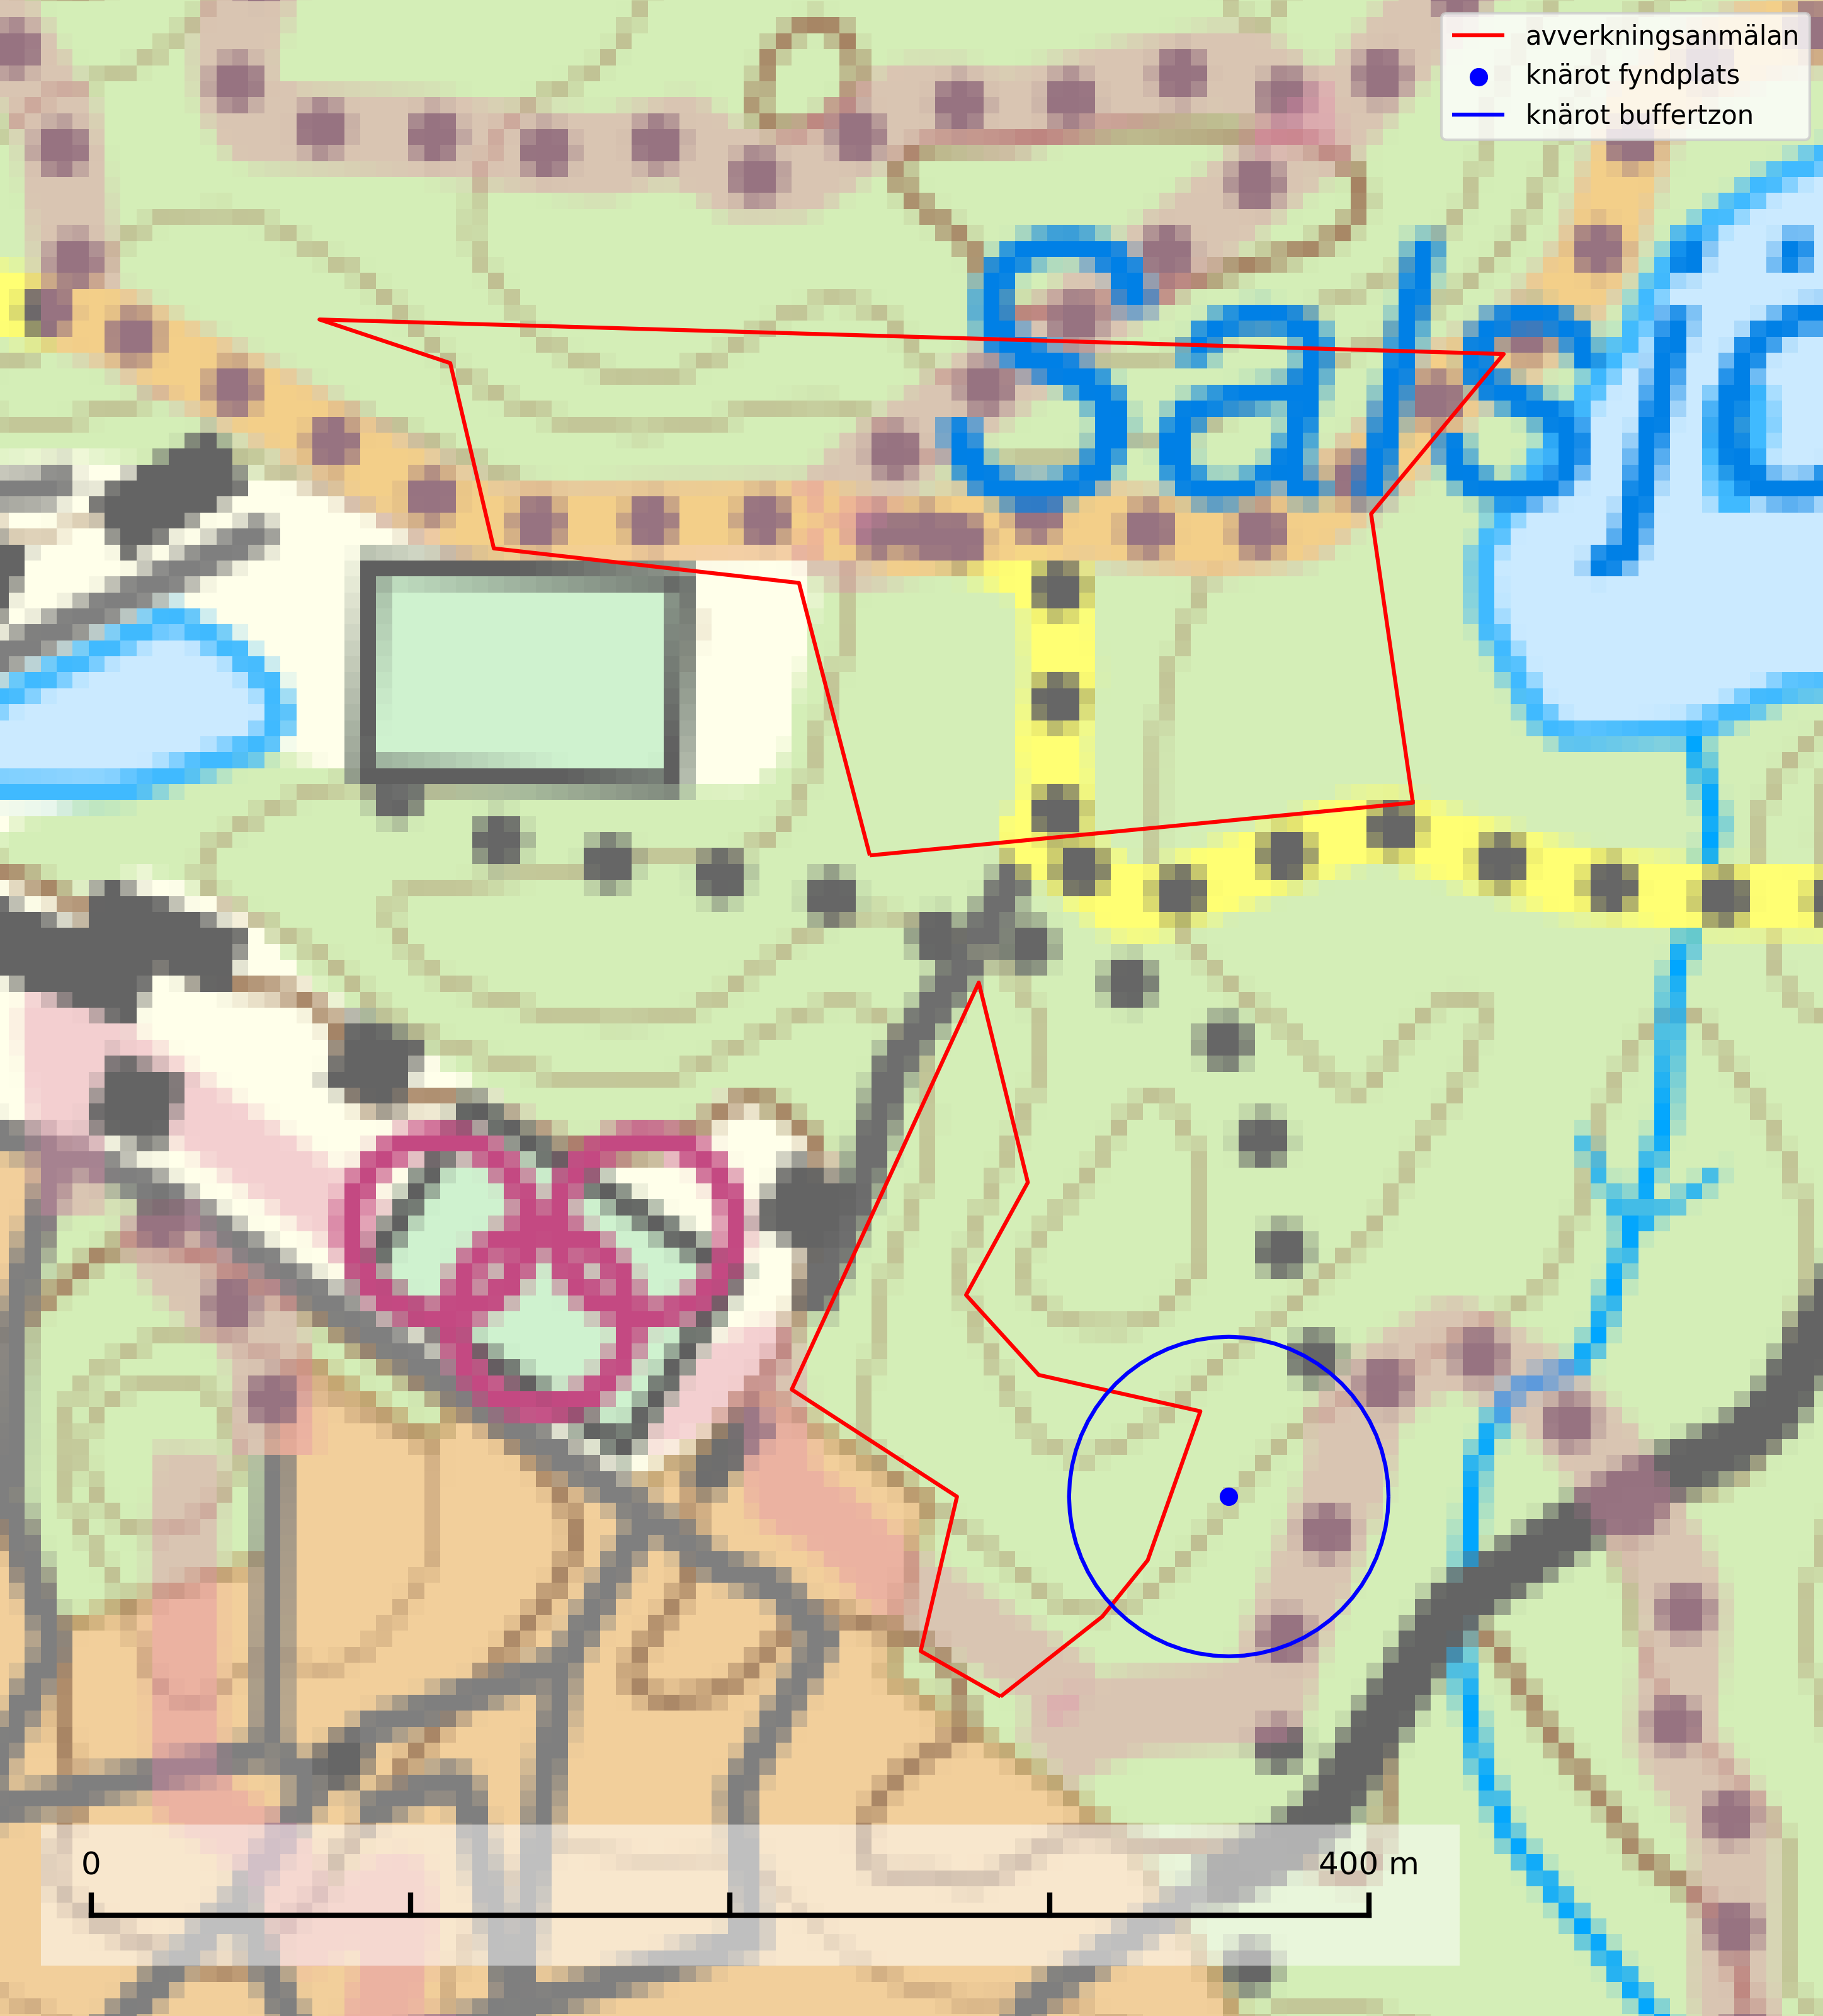 avverkningsanmälan
knärot fyndplats
knärot buffertzon
0
400 m